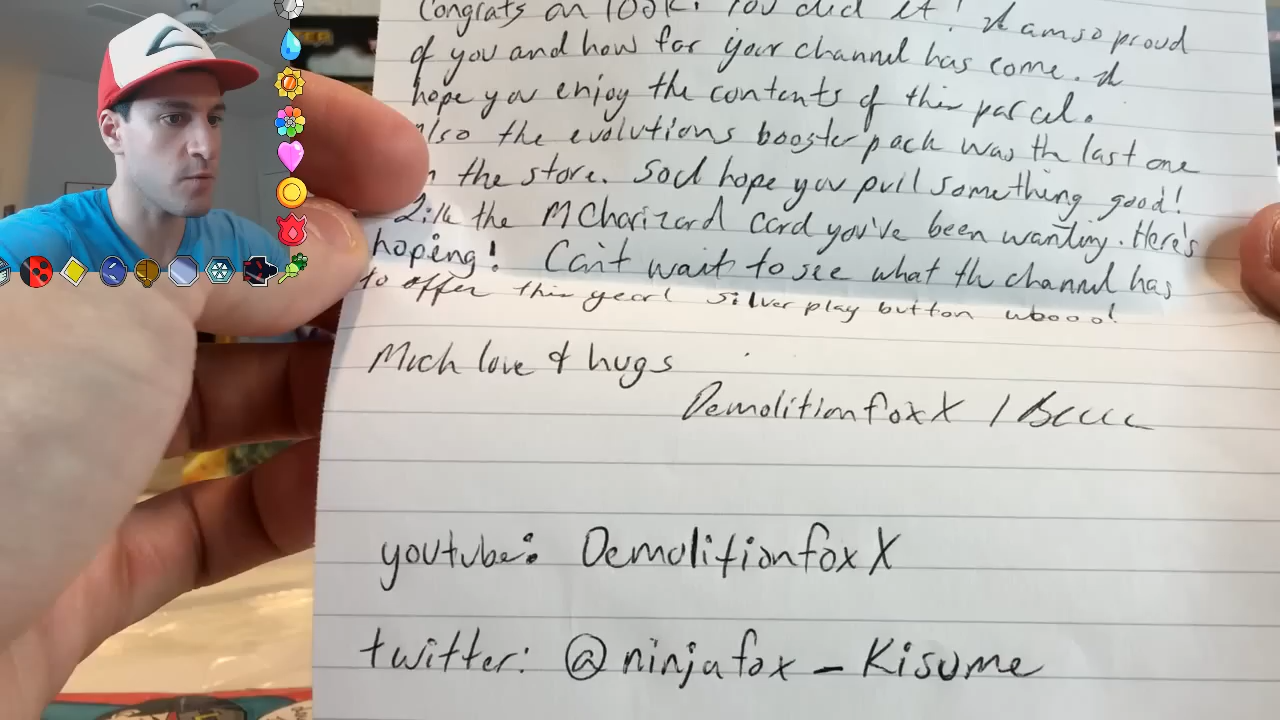 Congrats on 100K! You did it! I am so proud
of you and how far your channel has come. I
hope you enjoy the contents of this parcel.
Also the evolutions booster pack was th last one
in the store. So I hope you pull something good!
Like the M Charizard Card you've been wanting. Here's
hoping! Can't wait to see what the channel has
to offer this year! Silver play button wbooo!
Much love & hugs
DemolitionfoxX /
youtube: DemolitionfoxX
twitter: @ninjafox_Kisume